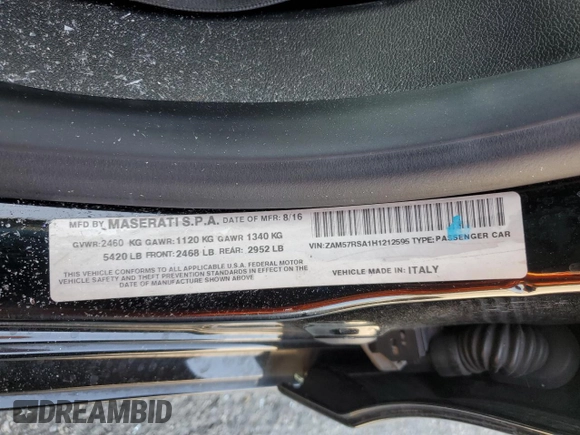 MFD BY MASERATI S.P.A. DATE OF MFR: 8/16
GVWR: 2460 KG GAWR: 1120 KG GAWR 1340 KG
5420 LB FRONT: 2468 LB REAR: 2952 LB
THIS VEHICLE CONFORMS TO ALL APPLICABLE U.S.A. FEDERAL MOTOR
VEHICLE SAFETY AND THEFT PREVENTION STANDARDS IN EFFECT ON THE
DATE OF MANUFACTURE SHOWN ABOVE
VIN: ZAM57RSA1H1212596 TYPE: PASSENGER CAR
MADE IN: ITALY
DREAMBID